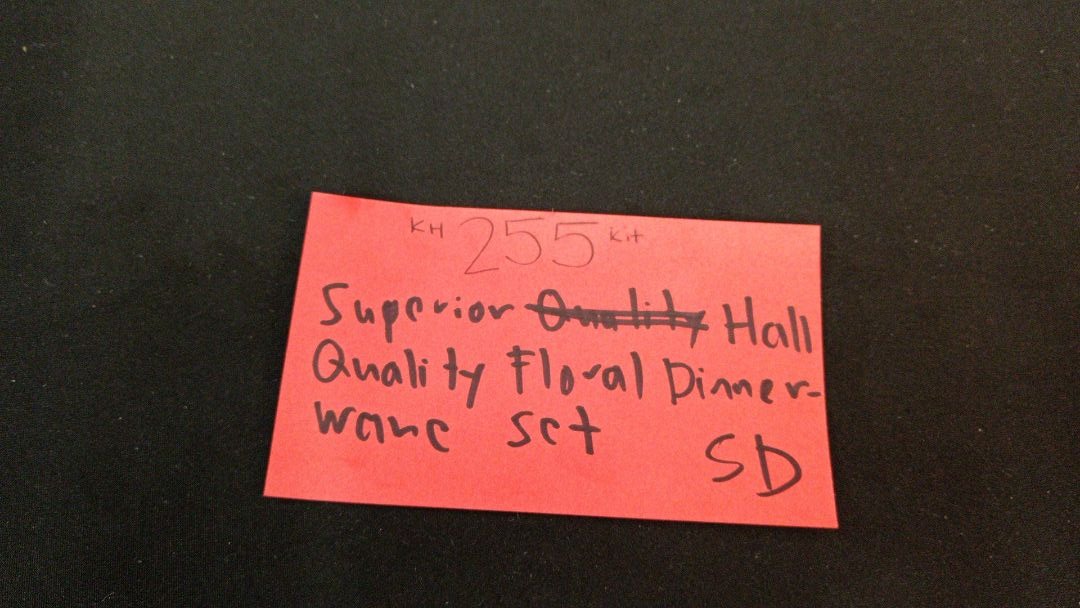 KH 255 Kit
Superior Quality Hall
Quality Floral Dinner-
ware set
SD